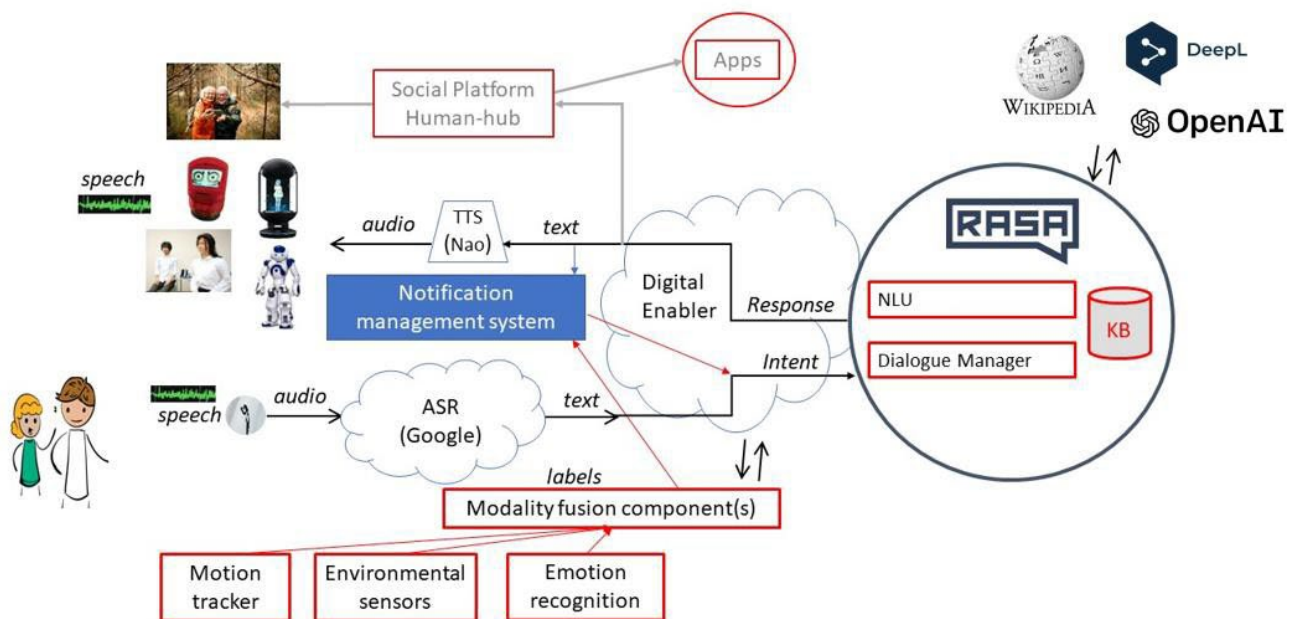 Social Platform
Human-hub
Apps
WIKIPEDIA
DeepL
OpenAI
speech
audio
TTS
(Nao)
text
Digital
Enabler
Response
Intent
RASA
NLU
Dialogue Manager
KB
Notification
management system
speech
audio
ASR
(Google)
text
labels
Modality fusion component(s)
Motion
tracker
Environmental
sensors
Emotion
recognition